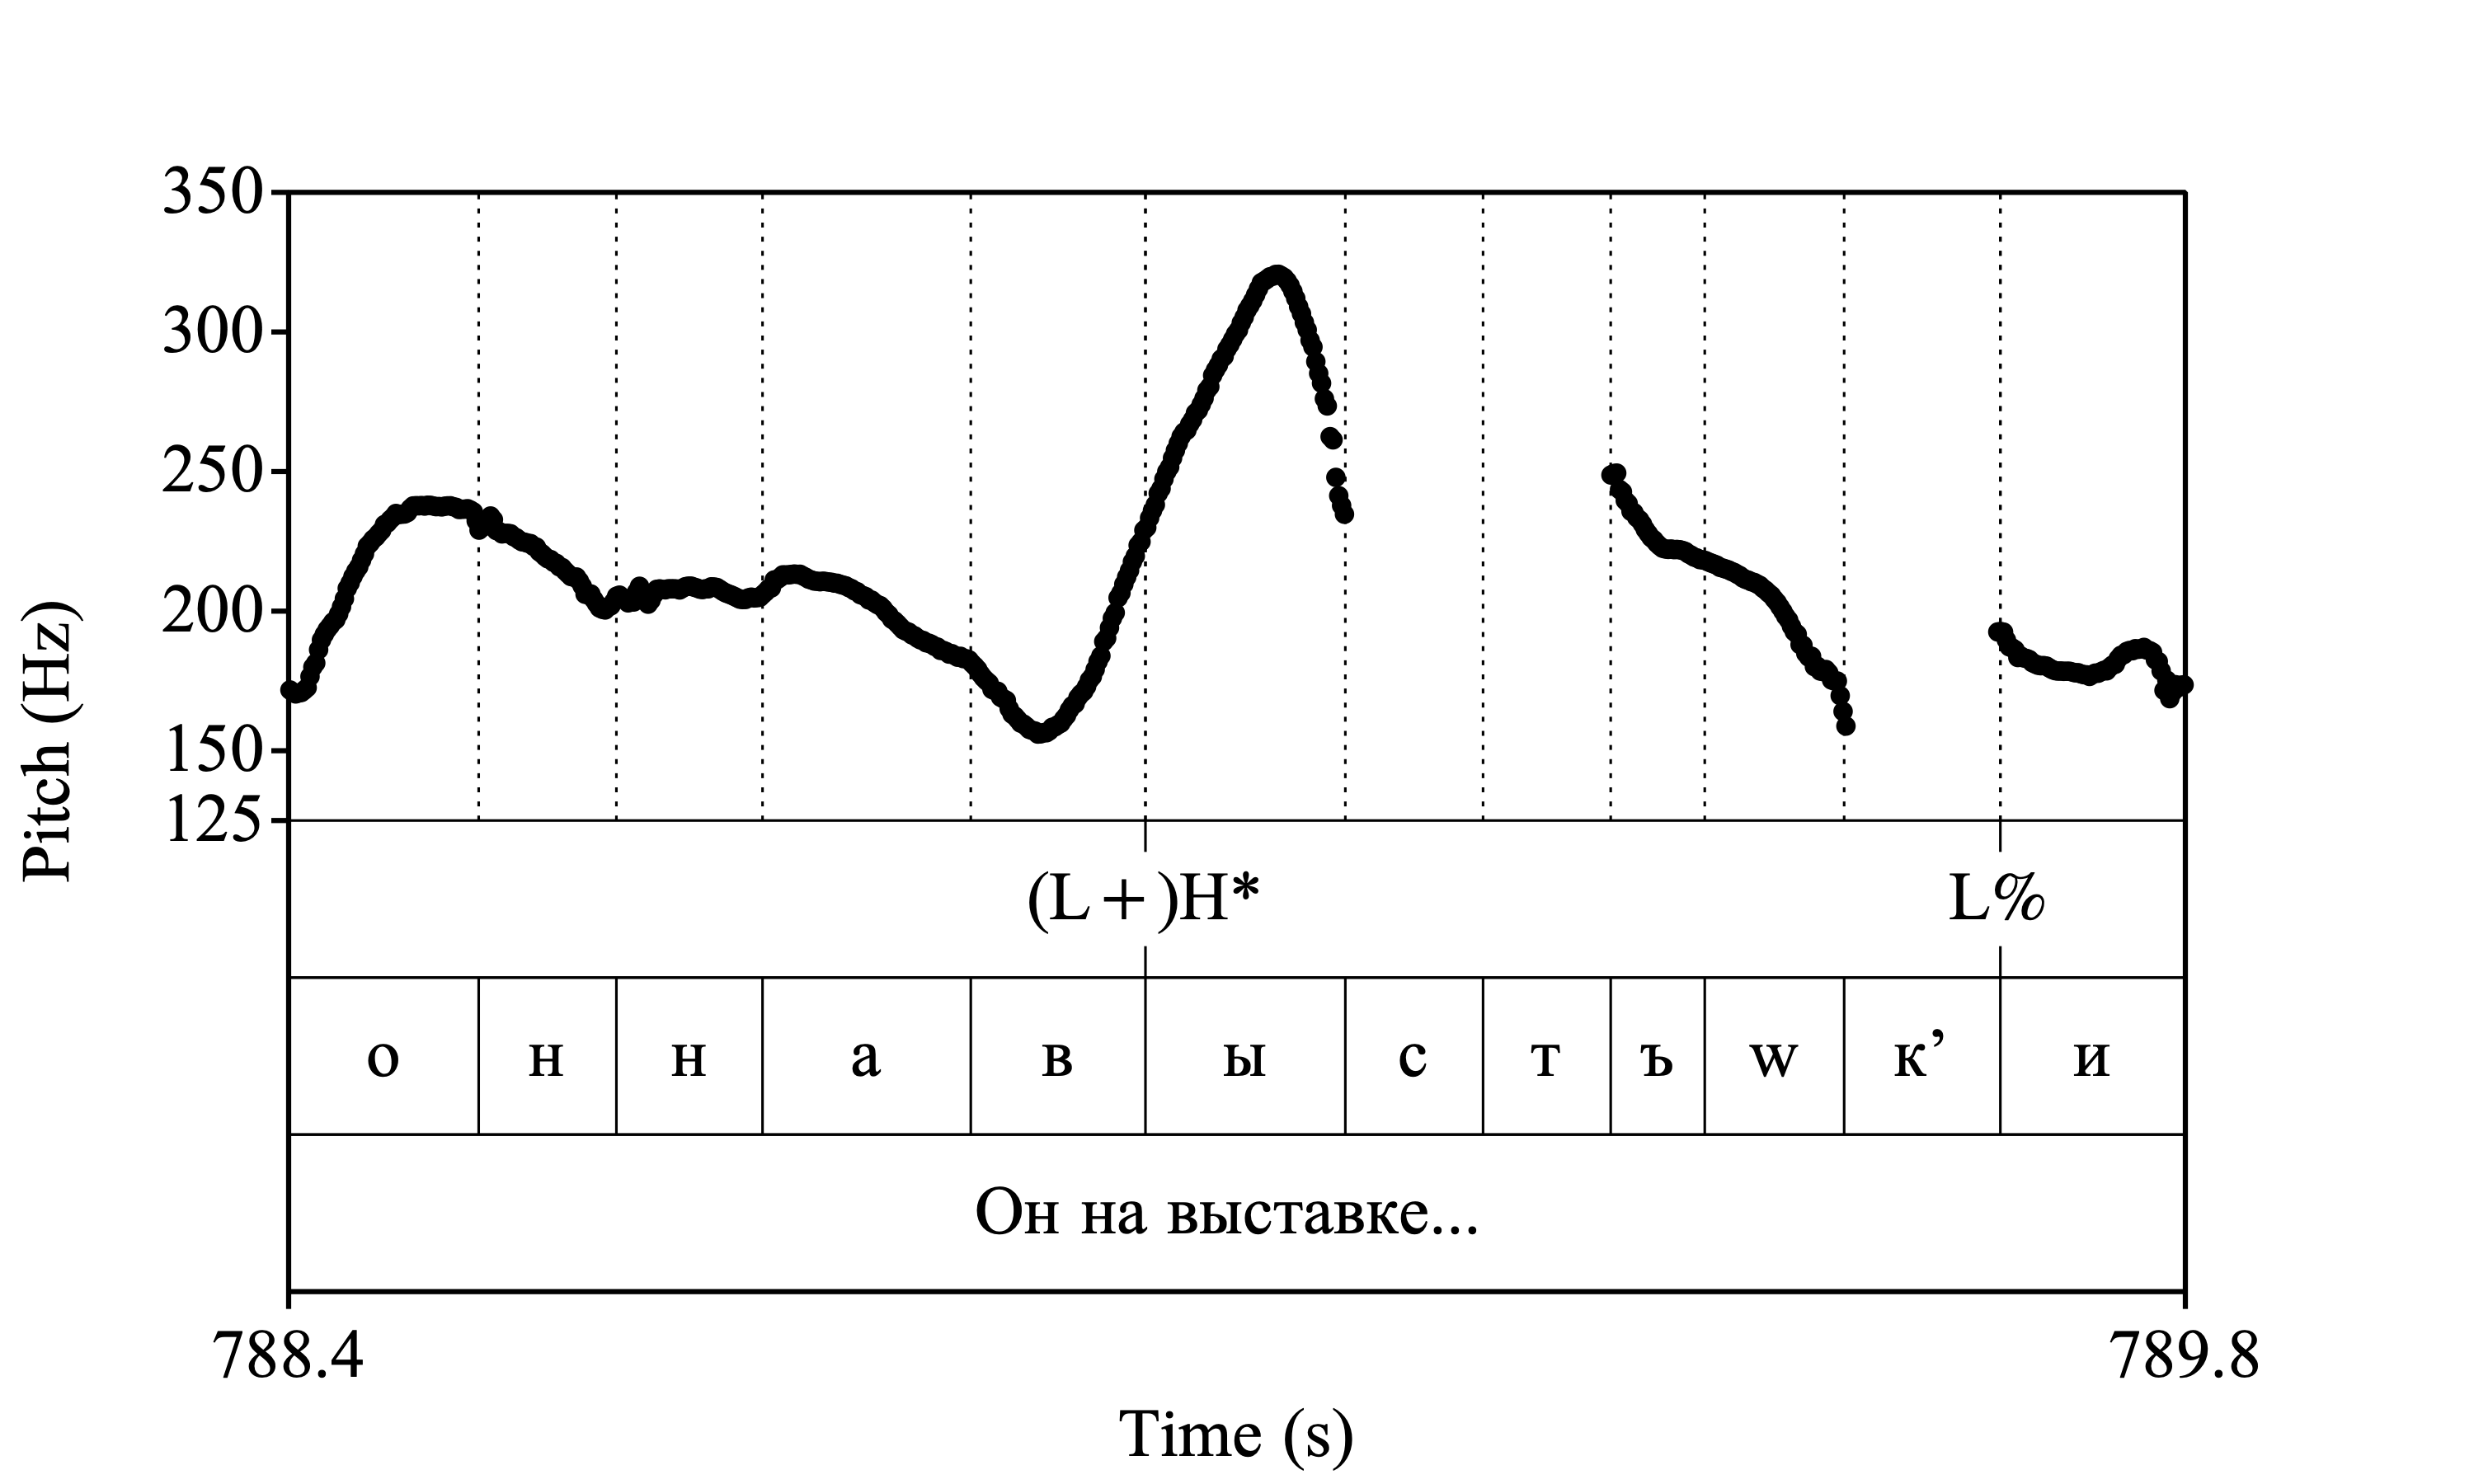 350
300
250
200
150
125
Pitch (Hz)
(L+)H* L%
о н н а в ы с т ъ w к’ и
Он на выставке...
788.4 789.8
Time (s)